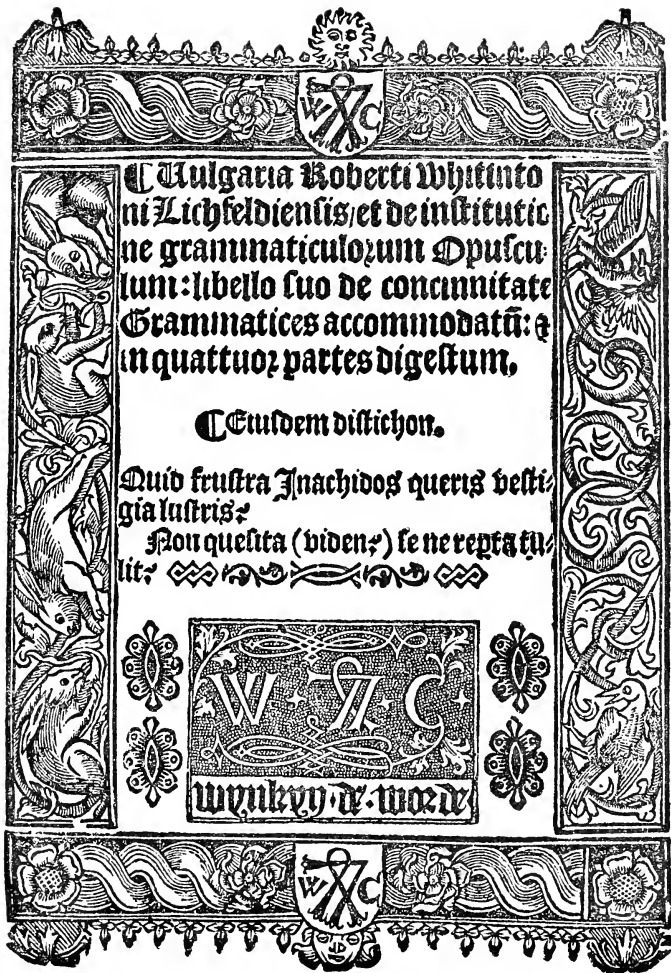 W C
¶ Uulgaria Roberti Whitinto
ni Lichfeldiensis/et de institutio
ne grammaticulorum Opuscu
lum: libello suo de concinnitate
Grammatices accommodatū: ⁊
in quattuor partes digestum.
¶ Eiusdem distichon.
Quid frustra Inachidos queris vesti⸗
gia lustris?
Non quesita (viden?) se ne repta tu⸗
lit?
W C
wynkyn · de · worde
W C